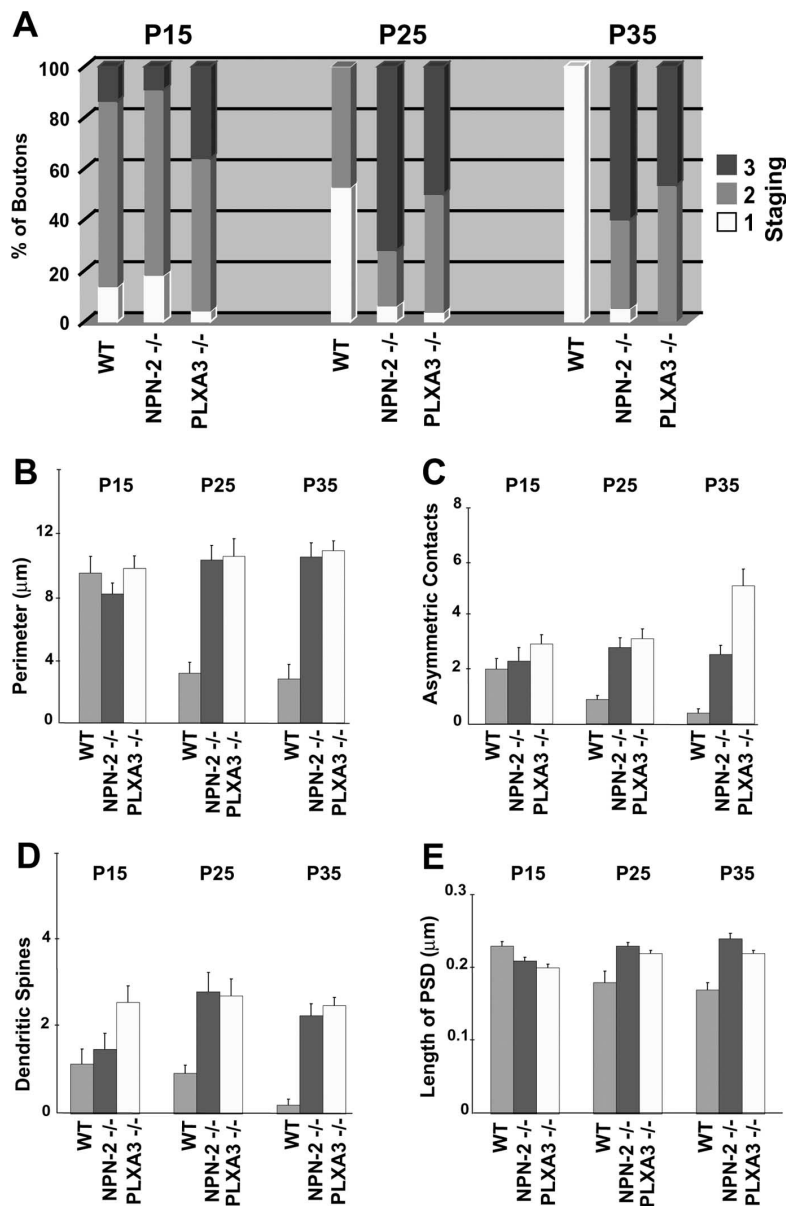 A
P15 P25 P35
% of Boutons
100
80
60
40
20
0
WT NPN-2 -/- PLXA3 -/- WT NPN-2 -/- PLXA3 -/- WT NPN-2 -/- PLXA3 -/-
3
2
1
Staging
B
P15 P25 P35
Perimeter (µm)
12
8
4
0
WT NPN-2 -/- PLXA3 -/- WT NPN-2 -/- PLXA3 -/- WT NPN-2 -/- PLXA3 -/-
C
P15 P25 P35
Asymmetric Contacts
8
6
4
2
0
WT NPN-2 -/- PLXA3 -/- WT NPN-2 -/- PLXA3 -/- WT NPN-2 -/- PLXA3 -/-
D
P15 P25 P35
Dendritic Spines
4
2
0
WT NPN-2 -/- PLXA3 -/- WT NPN-2 -/- PLXA3 -/- WT NPN-2 -/- PLXA3 -/-
E
P15 P25 P35
Length of PSD (µm)
0.3
0.2
0.1
0
WT NPN-2 -/- PLXA3 -/- WT NPN-2 -/- PLXA3 -/- WT NPN-2 -/- PLXA3 -/-